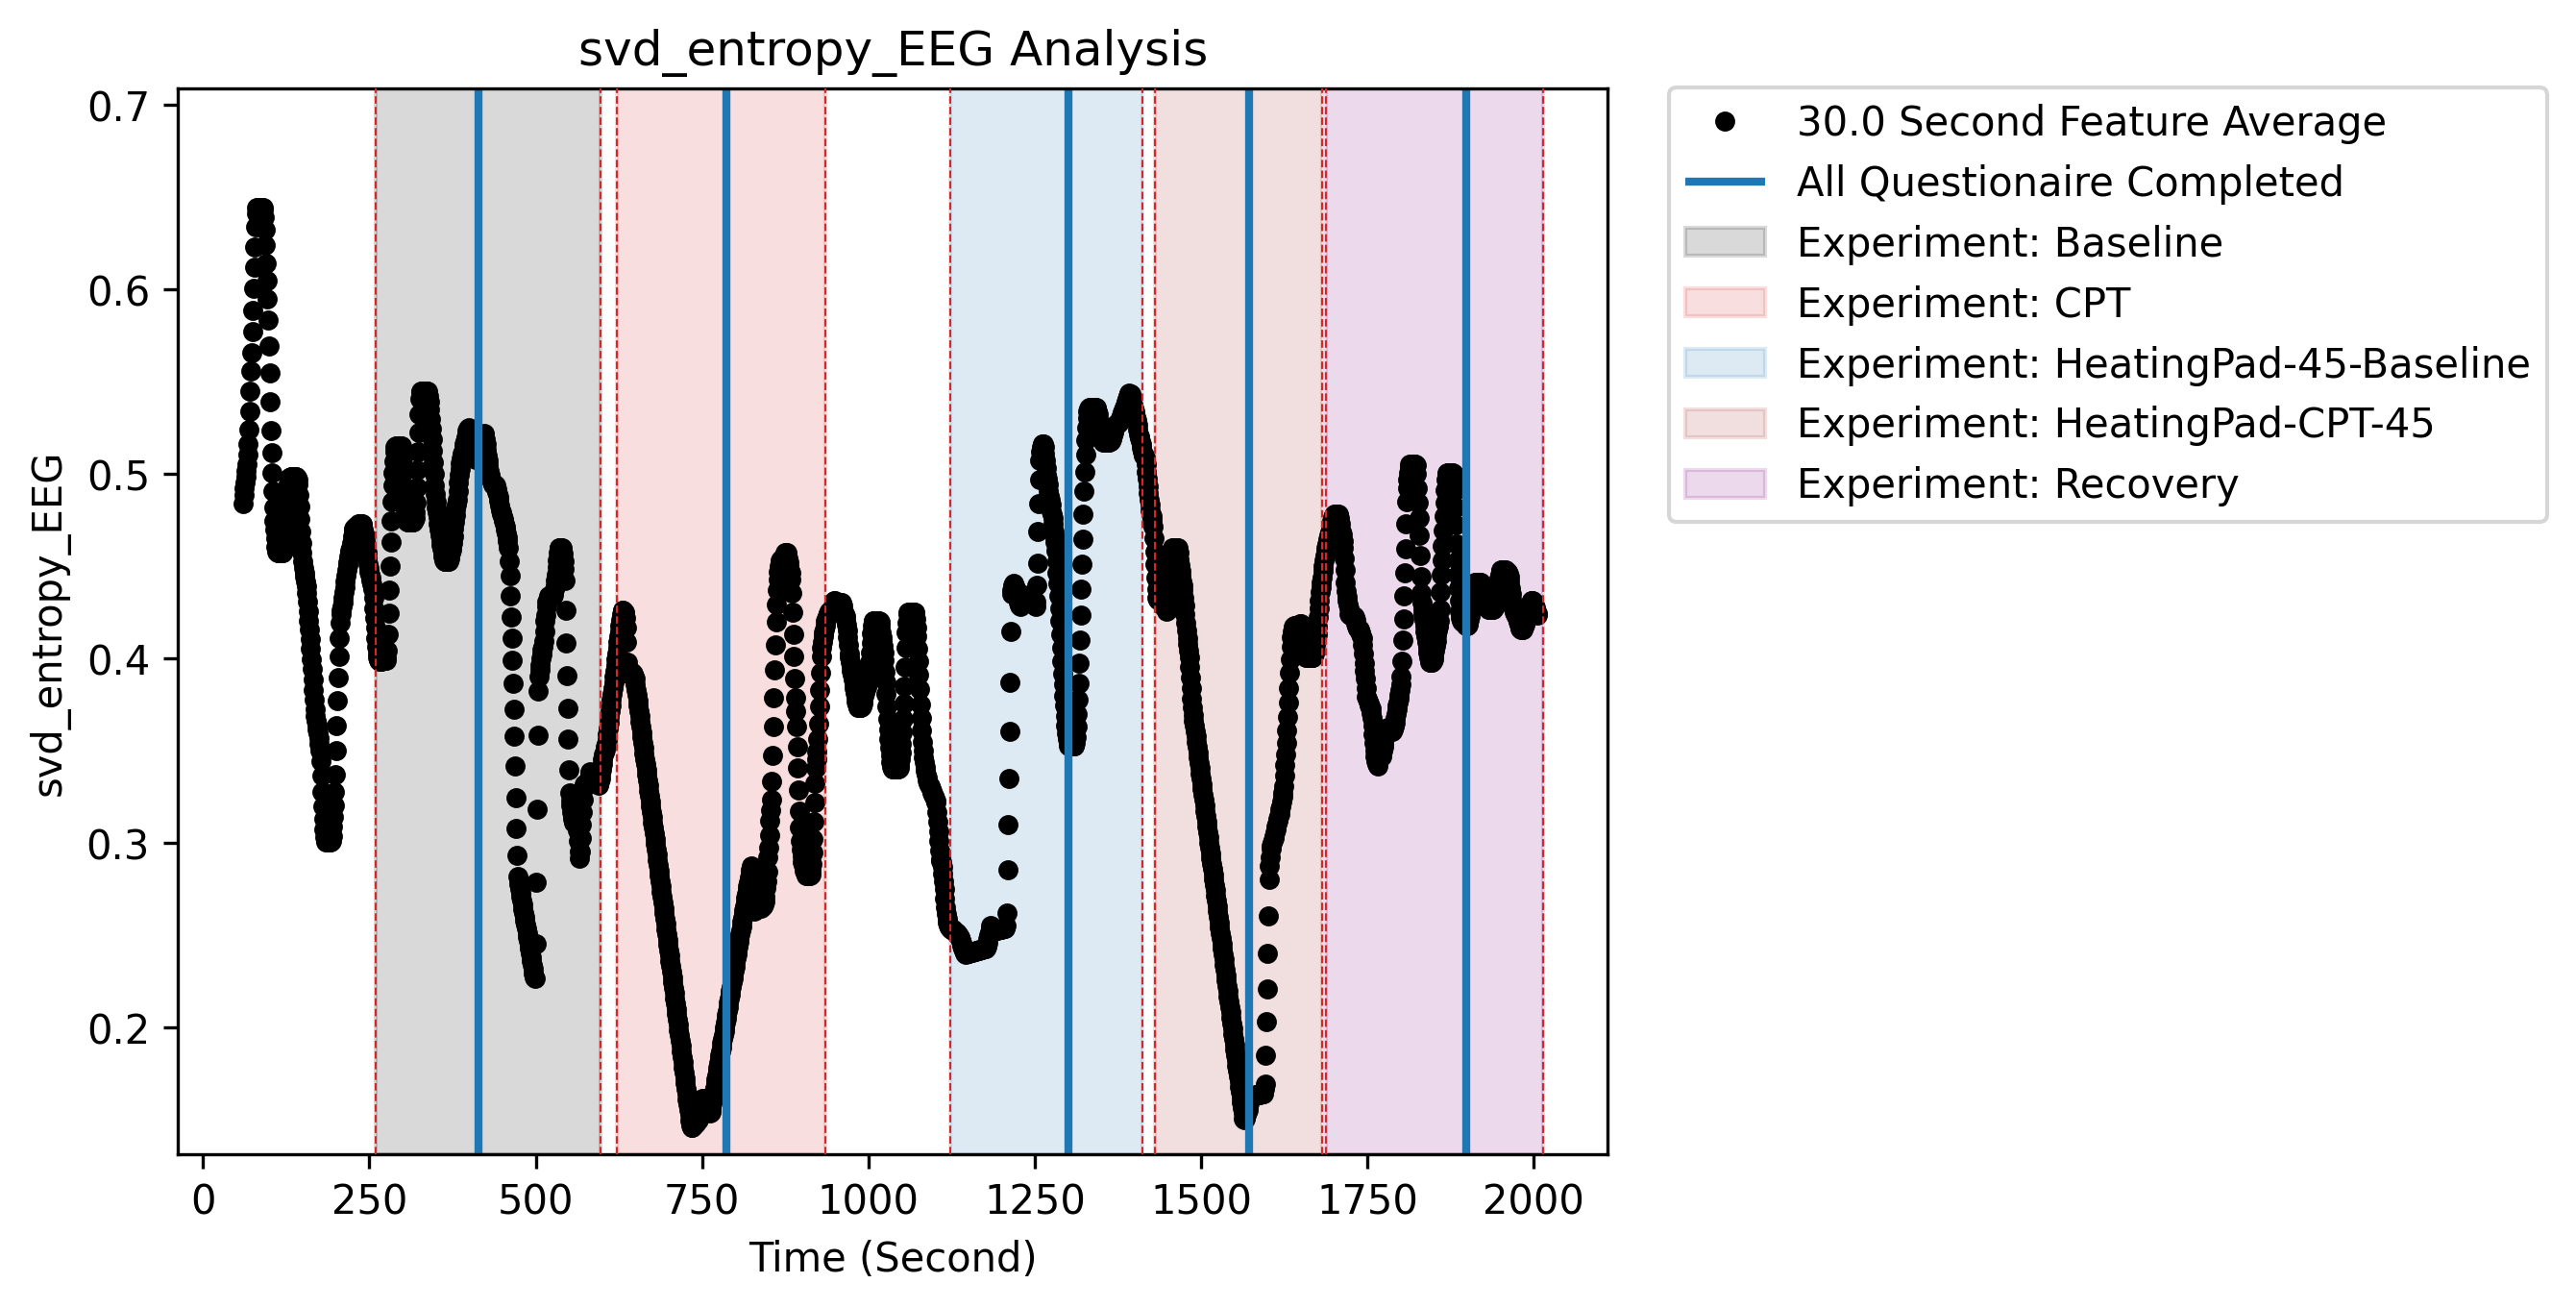 svd_entropy_EEG Analysis
0.7
0.6
0.5
0.4
0.3
0.2
svd_entropy_EEG
0 250 500 750 1000 1250 1500 1750 2000
Time (Second)
30.0 Second Feature Average
All Questionaire Completed
Experiment: Baseline
Experiment: CPT
Experiment: HeatingPad-45-Baseline
Experiment: HeatingPad-CPT-45
Experiment: Recovery